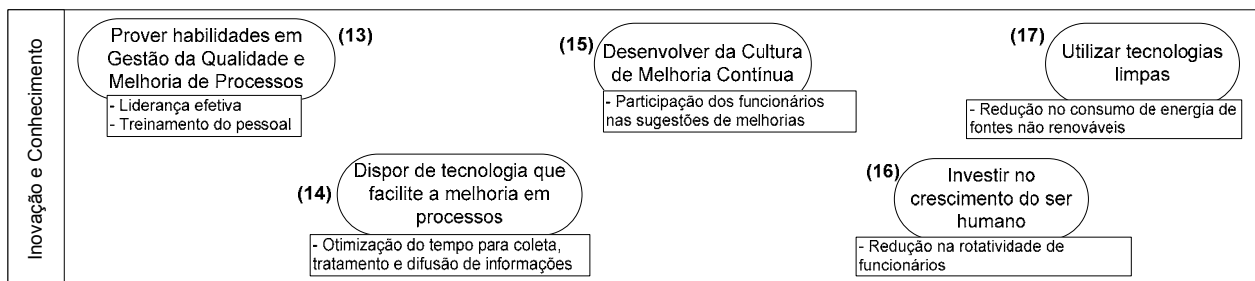 Inovação e Conhecimento
Prover habilidades em
Gestão da Qualidade e
Melhoria de Processos
(13)
- Liderança efetiva
- Treinamento do pessoal
(14)
Dispor de tecnologia que
facilite a melhoria em
processos
- Otimização do tempo para coleta,
tratamento e difusão de informações
(15)
Desenvolver da Cultura
de Melhoria Contínua
- Participação dos funcionários
nas sugestões de melhorias
(16)
Investir no
crescimento do ser
humano
- Redução na rotatividade de
funcionários
(17)
Utilizar tecnologias
limpas
- Redução no consumo de energia de
fontes não renováveis